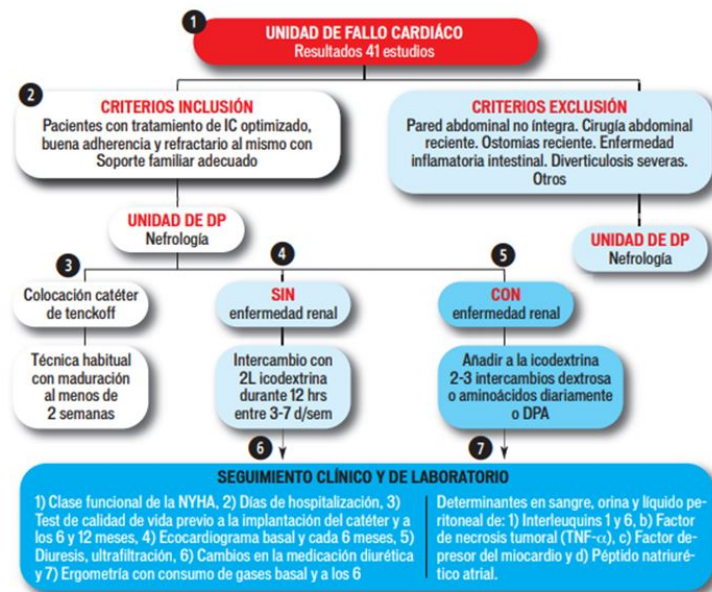 1
UNIDAD DE FALLO CARDIÁCO
Resultados 41 estudios
2
CRITERIOS INCLUSIÓN
Pacientes con tratamiento de IC optimizado,
buena adherencia y refractario al mismo con
Soporte familiar adecuado
CRITERIOS EXCLUSIÓN
Pared abdominal no íntegra. Cirugía abdominal
reciente. Ostomias reciente. Enfermedad
inflamatoria intestinal. Diverticulosis severas.
Otros
UNIDAD DE DP
Nefrología
UNIDAD DE DP
Nefrología
3
Colocación catéter
de tenckoff
Técnica habitual
con maduración
al menos de
2 semanas
4
SIN
enfermedad renal
Intercambio con
2L icodextrina
durante 12 hrs
entre 3-7 d/sem
5
CON
enfermedad renal
Añadir a la icodextrina
2-3 intercambios dextrosa
o aminoácidos diariamente
o DPA
6
7
SEGUIMIENTO CLÍNICO Y DE LABORATORIO
1) Clase funcional de la NYHA, 2) Días de hospitalización, 3)
Test de calidad de vida previo a la implantación del catéter y a
los 6 y 12 meses, 4) Ecocardiograma basal y cada 6 meses, 5)
Diuresis, ultrafiltración, 6) Cambios en la medicación diurética
y 7) Ergometría con consumo de gases basal y a los 6
Determinantes en sangre, orina y líquido pe-
ritoneal de: 1) Interleuquins 1 y 6, b) Factor
de necrosis tumoral (TNF-α), c) Factor de-
presor del miocardio y d) Péptido natriuré-
tico atrial.